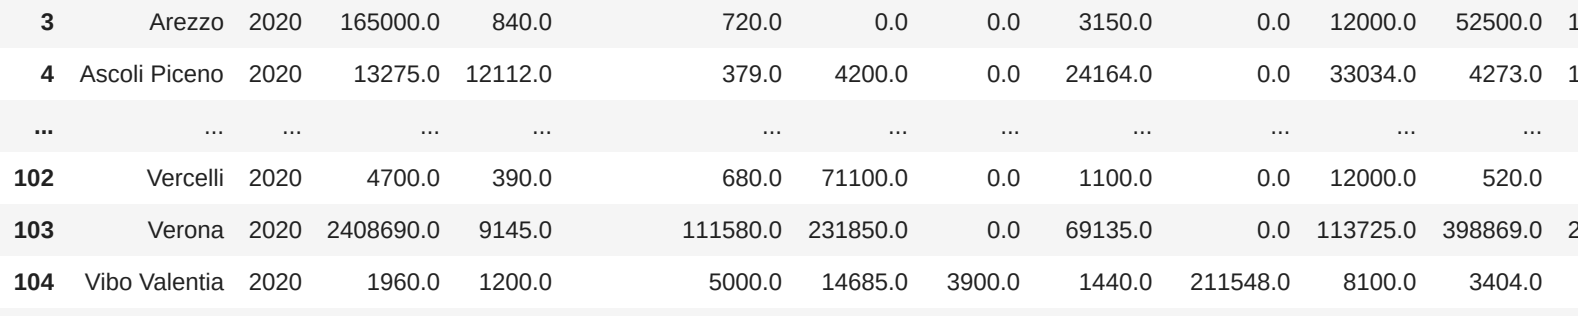 3 Arezzo 2020 165000.0 840.0 720.0 0.0 0.0 3150.0 0.0 12000.0 52500.0 1
4 Ascoli Piceno 2020 13275.0 12112.0 379.0 4200.0 0.0 24164.0 0.0 33034.0 4273.0 1
... ... ... ... ... ... ... ... ... ... ... ...
102 Vercelli 2020 4700.0 390.0 680.0 71100.0 0.0 1100.0 0.0 12000.0 520.0
103 Verona 2020 2408690.0 9145.0 111580.0 231850.0 0.0 69135.0 0.0 113725.0 398869.0 2
104 Vibo Valentia 2020 1960.0 1200.0 5000.0 14685.0 3900.0 1440.0 211548.0 8100.0 3404.0